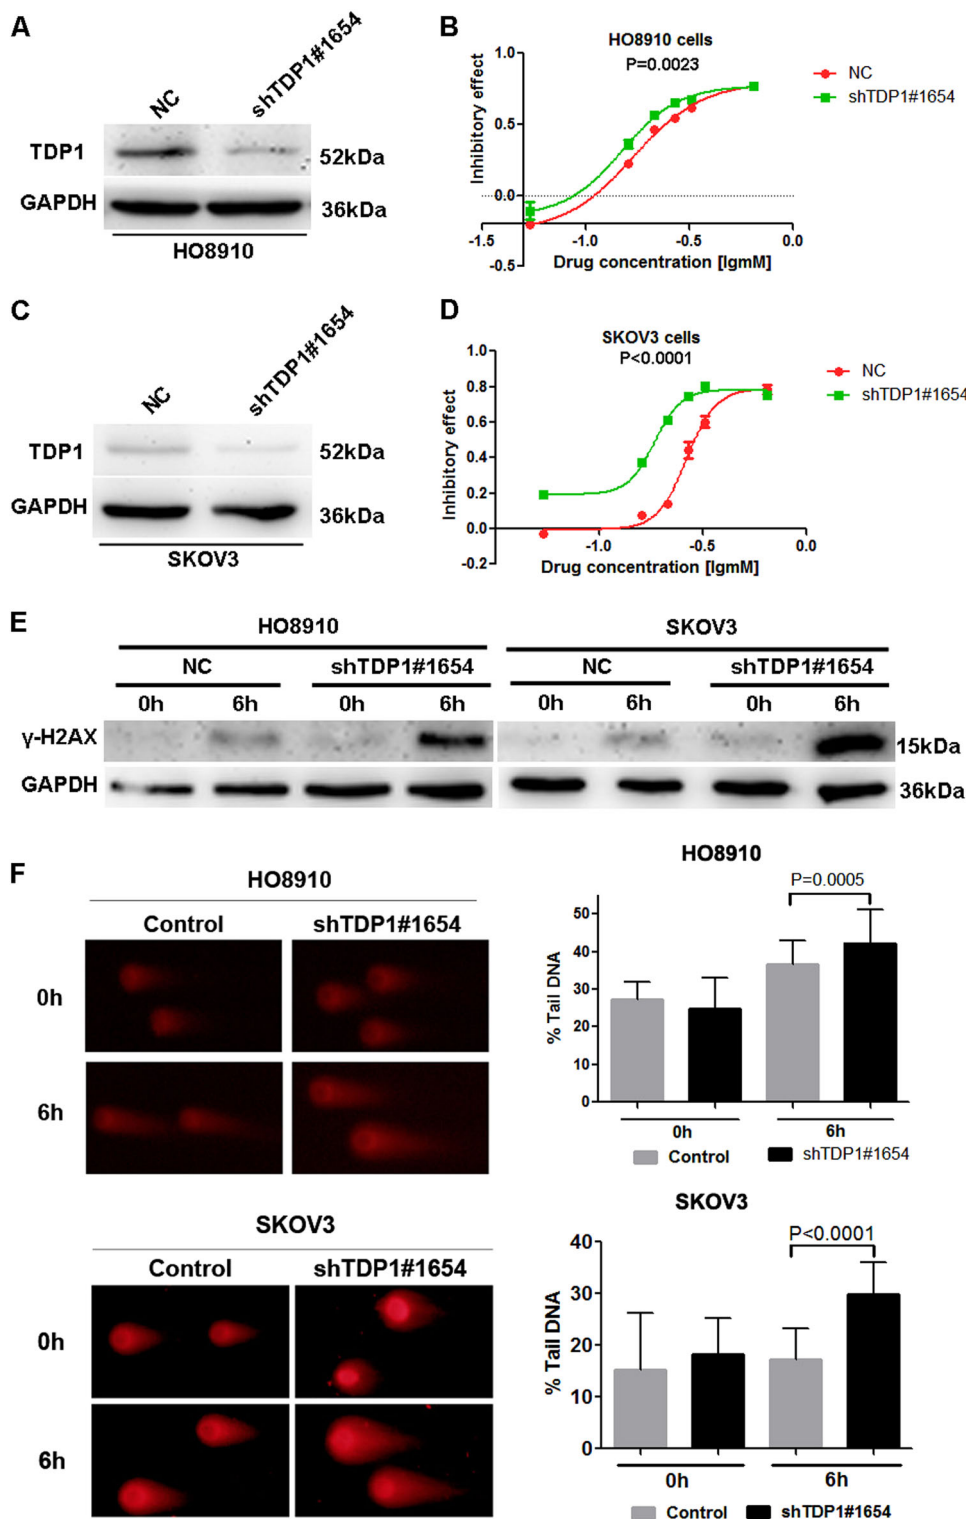 A
NC
shTDP1#1654
TDP1
52kDa
GAPDH
36kDa
HO8910
B
HO8910 cells
P=0.0023
NC
shTDP1#1654
Inhibitory effect
1.0
0.5
0.0
-0.5
-1.5
-1.0
-0.5
0.0
Drug concentration [lgmM]
C
NC
shTDP1#1654
TDP1
52kDa
GAPDH
36kDa
SKOV3
D
SKOV3 cells
P<0.0001
NC
shTDP1#1654
Inhibitory effect
1.0
0.8
0.6
0.4
0.2
0.0
-0.2
-1.0
-0.5
0.0
Drug concentration [lgmM]
E
HO8910
SKOV3
NC
shTDP1#1654
NC
shTDP1#1654
0h
6h
0h
6h
0h
6h
0h
6h
γ-H2AX
15kDa
GAPDH
36kDa
F
HO8910
Control
shTDP1#1654
0h
6h
HO8910
P=0.0005
% Tail DNA
50
40
30
20
10
0
0h
6h
Control
shTDP1#1654
SKOV3
Control
shTDP1#1654
0h
6h
SKOV3
P<0.0001
% Tail DNA
40
30
20
10
0
0h
6h
Control
shTDP1#1654